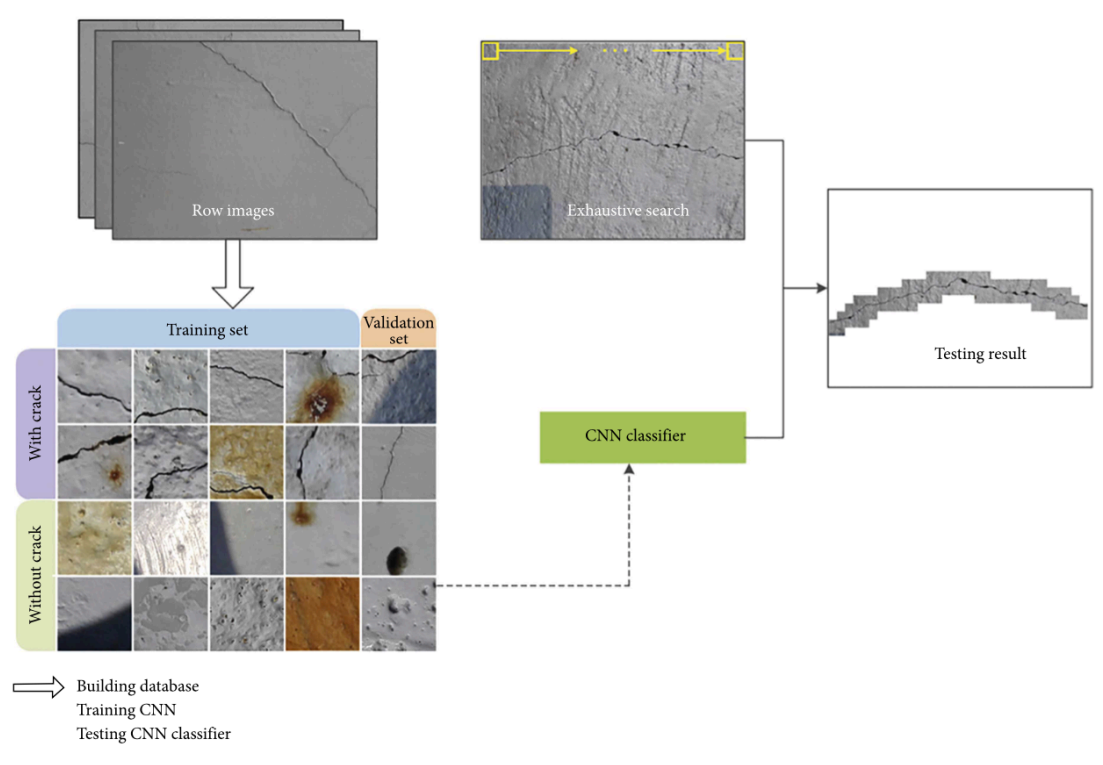 Row images
Exhaustive search
Training set
Validation
set
With crack
Without crack
CNN classifier
Testing result
Building database
Training CNN
Testing CNN classifier